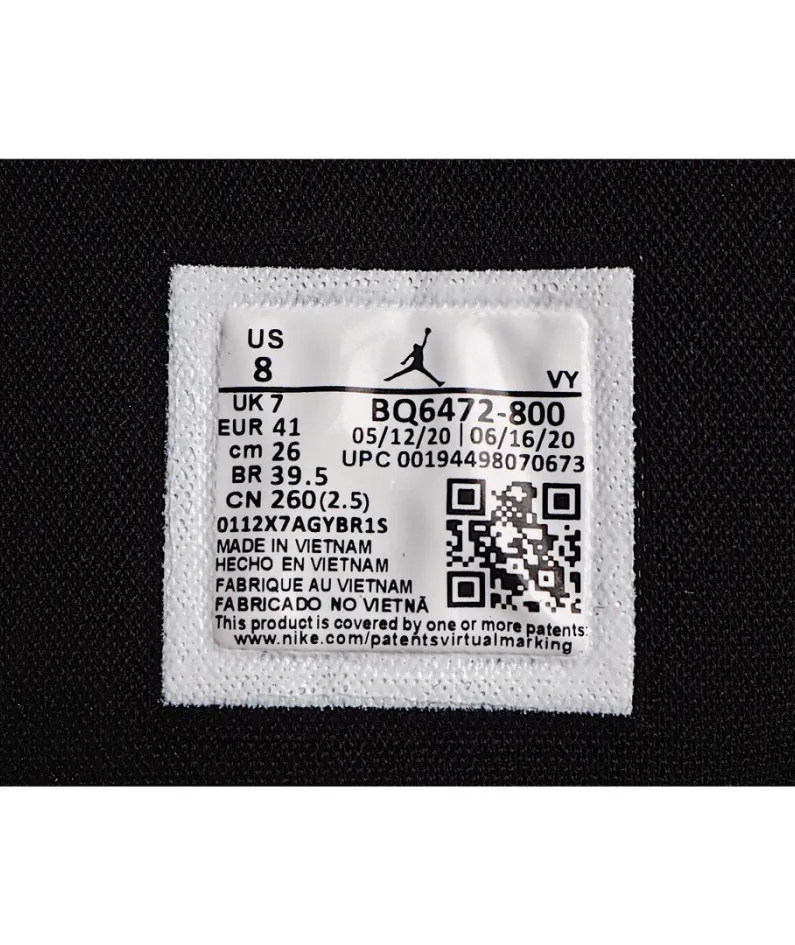 US
8
VY
UK 7
EUR 41
cm 26
BR 39.5
CN 260 (2.5)
BQ6472-800
05/12/20 | 06/16/20
UPC 00194498070673
0112X7AGYBR1S
MADE IN VIETNAM
HECHO EN VIETNAM
FABRIQUE AU VIETNAM
FABRICADO NO VIETNÃ
This product is covered by one or more patents:
www.nike.com/patentsvirtualmarking